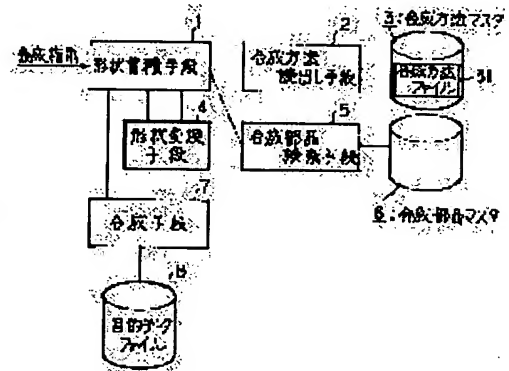 1
2
3:合成方法マスタ
合成指示
形状蓄積手段
合成方法
読出し手段
合成方法
ファイル
31
4
5
形状変換
手段
合成部品
検索手段
7
合成手段
6:合成部品マスタ
8
目的データ
ファイル